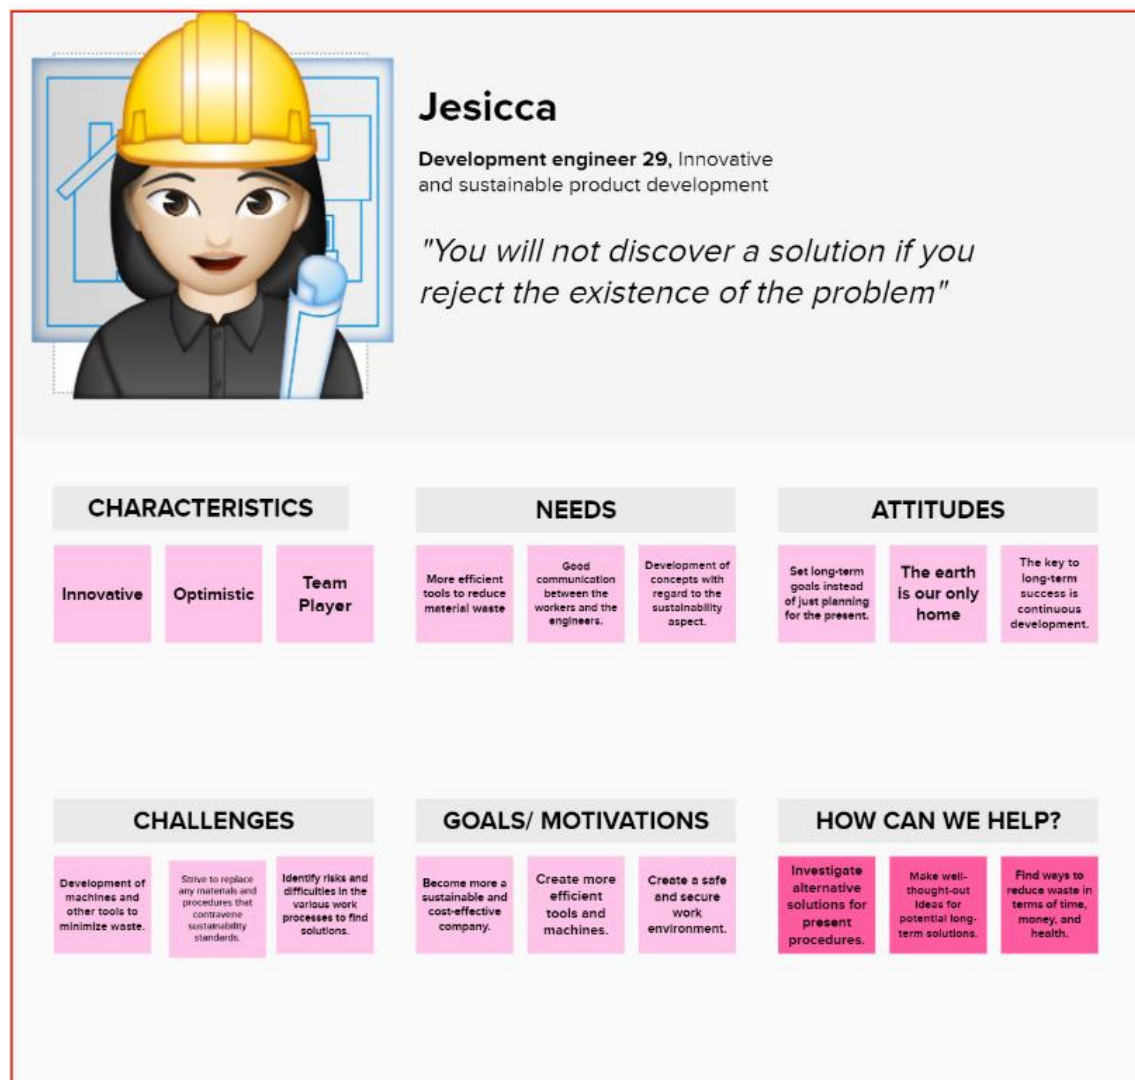 Jesicca
Development engineer 29, Innovative
and sustainable product development
"You will not discover a solution if you
reject the existence of the problem"
CHARACTERISTICS
Innovative
Optimistic
Team
Player
NEEDS
More efficient
tools to reduce
material waste
Good
communication
between the
workers and the
engineers.
Development of
concepts with
regard to the
sustainability
aspect.
ATTITUDES
Set long-term
goals instead
of just planning
for the present.
The earth
is our only
home
The key to
long-term
success is
continuous
development.
CHALLENGES
Development of
machines and
other tools to
minimize waste.
Strive to replace
any materials and
procedures that
contravene
sustainability
standards.
Identify risks and
difficulties in the
various work
processes to find
solutions.
GOALS/ MOTIVATIONS
Become more a
sustainable and
cost-effective
company.
Create more
efficient
tools and
machines.
Create a safe
and secure
work
environment.
HOW CAN WE HELP?
Investigate
alternative
solutions for
present
procedures.
Make well-
thought-out
ideas for
potential long-
term solutions.
Find ways to
reduce waste in
terms of time,
money, and
health.